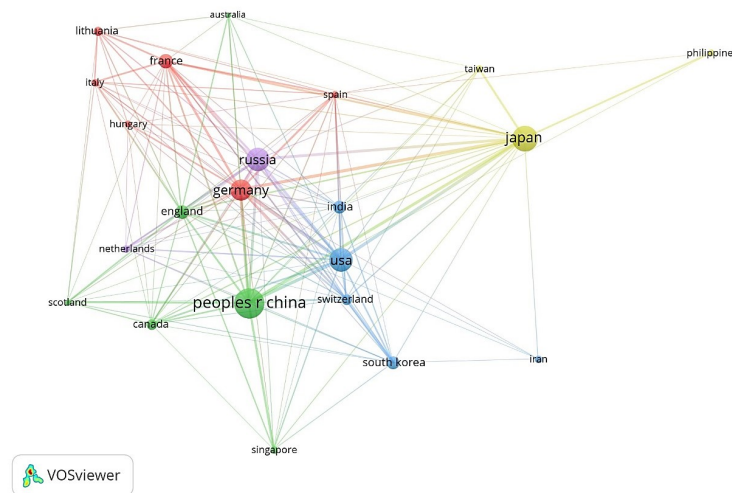 australia
lithuania
france
philippine
taiwan
italy
spain
hungary
japan
russia
germany
england
india
netherlands
usa
scotland
peoples r china
switzerland
canada
south korea
iran
singapore
VOSviewer